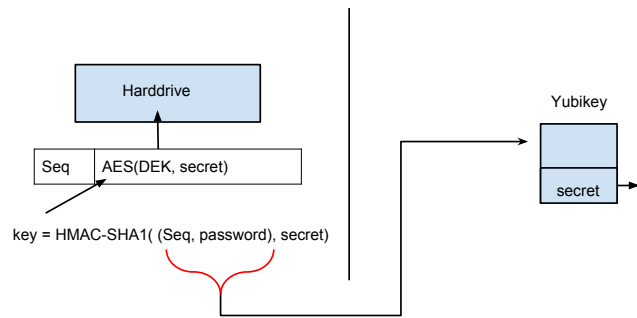 Harddrive
Yubikey
Seq AES(DEK, secret)
secret
key = HMAC-SHA1( (Seq, password), secret)